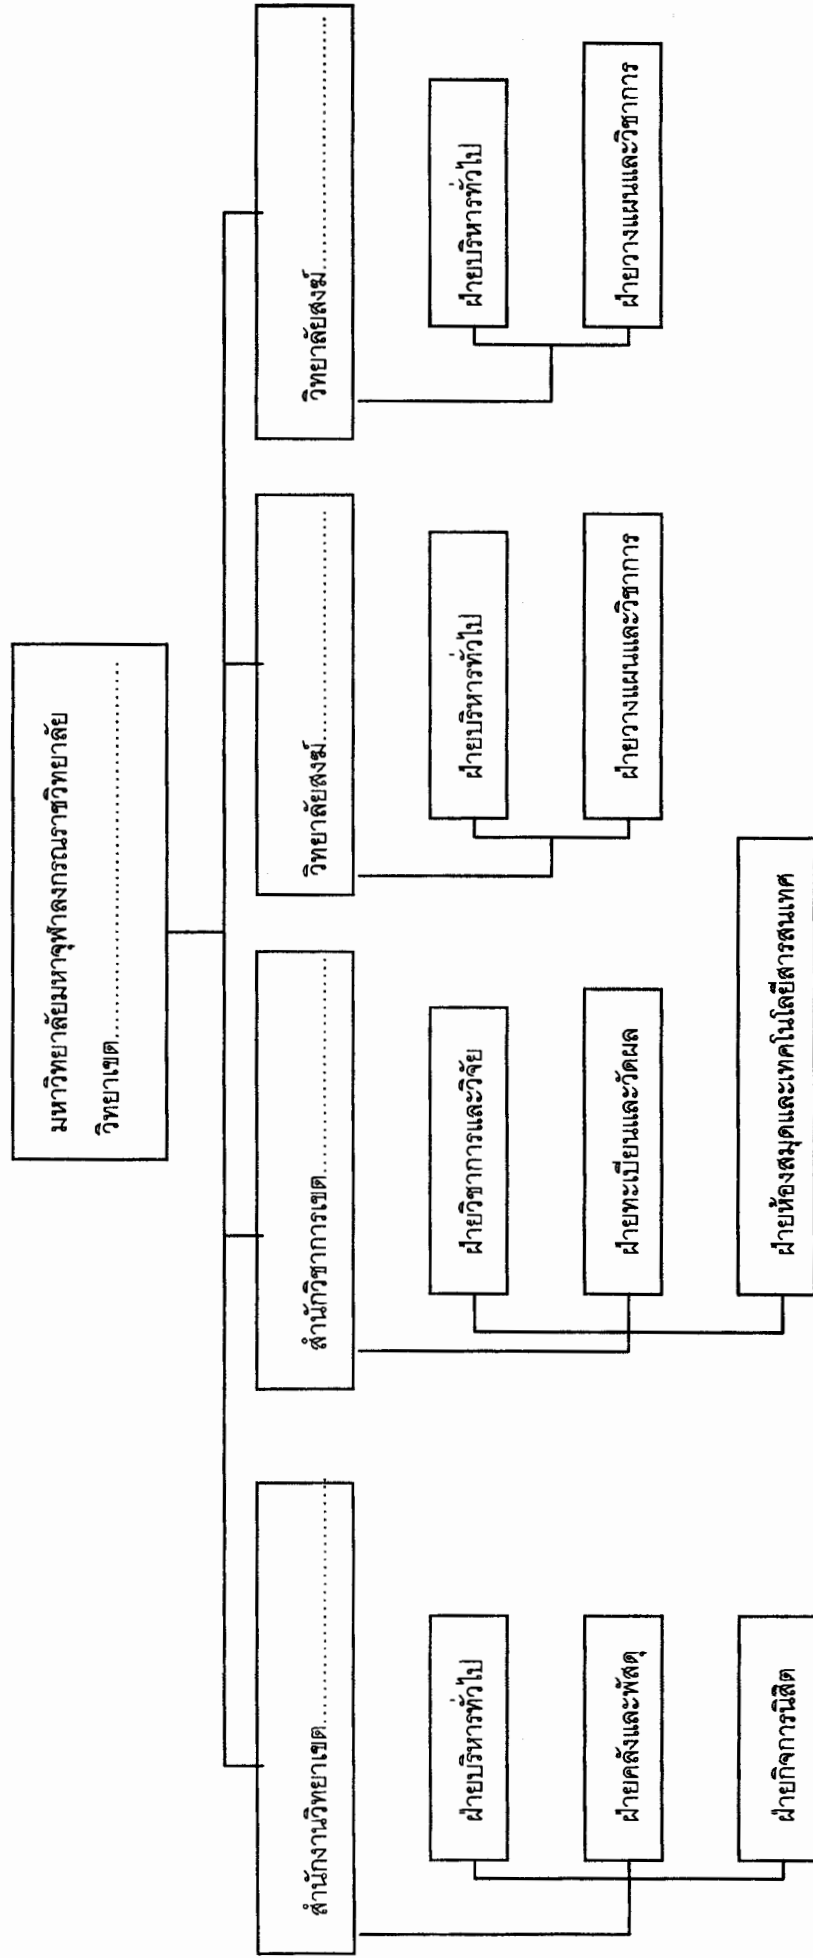 มหาวิทยาลัยมหาจุฬาลงกรณราชวิทยาลัย
วิทยาเขต..........................................................
สำนักงานวิทยาเขต..........................................
ฝ่ายบริหารทั่วไป
ฝ่ายคลังและพัสดุ
ฝ่ายกิจการนิสิต
สำนักวิชาการเขต....................................
ฝ่ายวิชาการและวิจัย
ฝ่ายทะเบียนและวัดผล
ฝ่ายห้องสมุดและเทคโนโลยีสารสนเทศ
วิทยาลัยสงฆ์....................................
ฝ่ายบริหารทั่วไป
ฝ่ายวางแผนและวิชาการ
วิทยาลัยสงฆ์..........................................
ฝ่ายบริหารทั่วไป
ฝ่ายวางแผนและวิชาการ